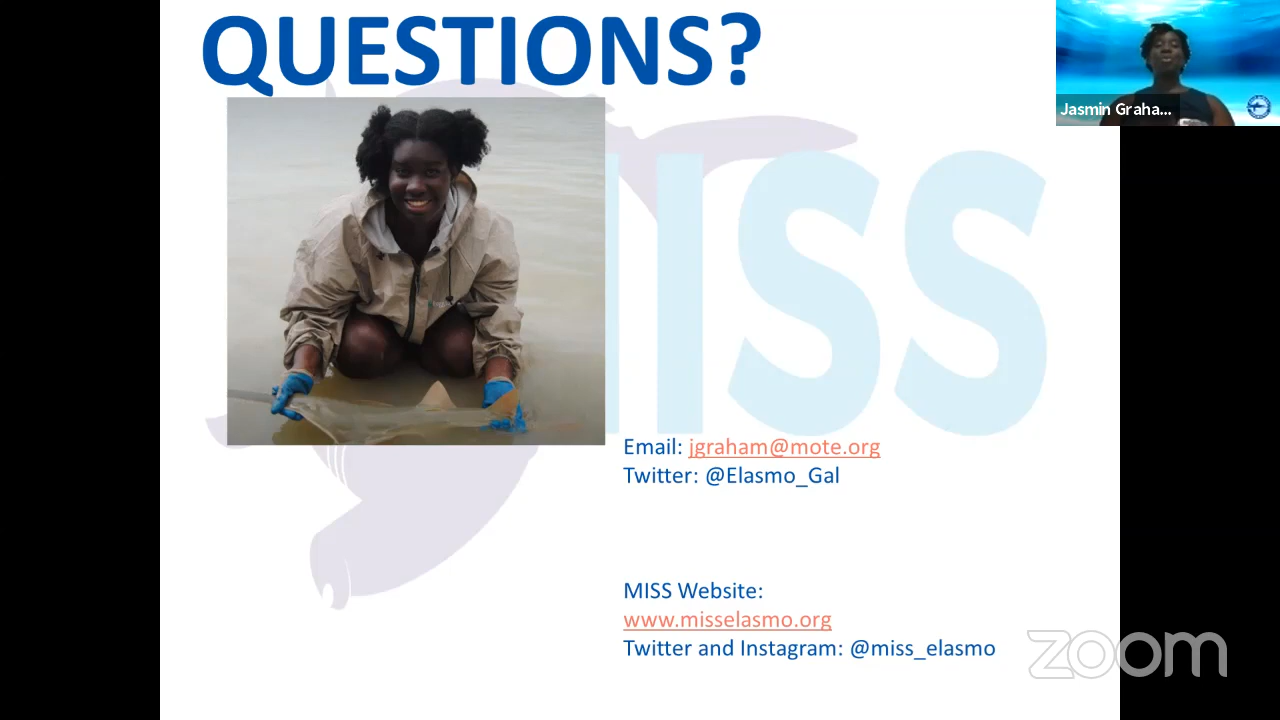 QUESTIONS?
Jasmin Graha...
MISS
Email: jgraham@mote.org
Twitter: @Elasmo_Gal
MISS Website:
www.misselasmo.org
Twitter and Instagram: @miss_elasmo
zoom